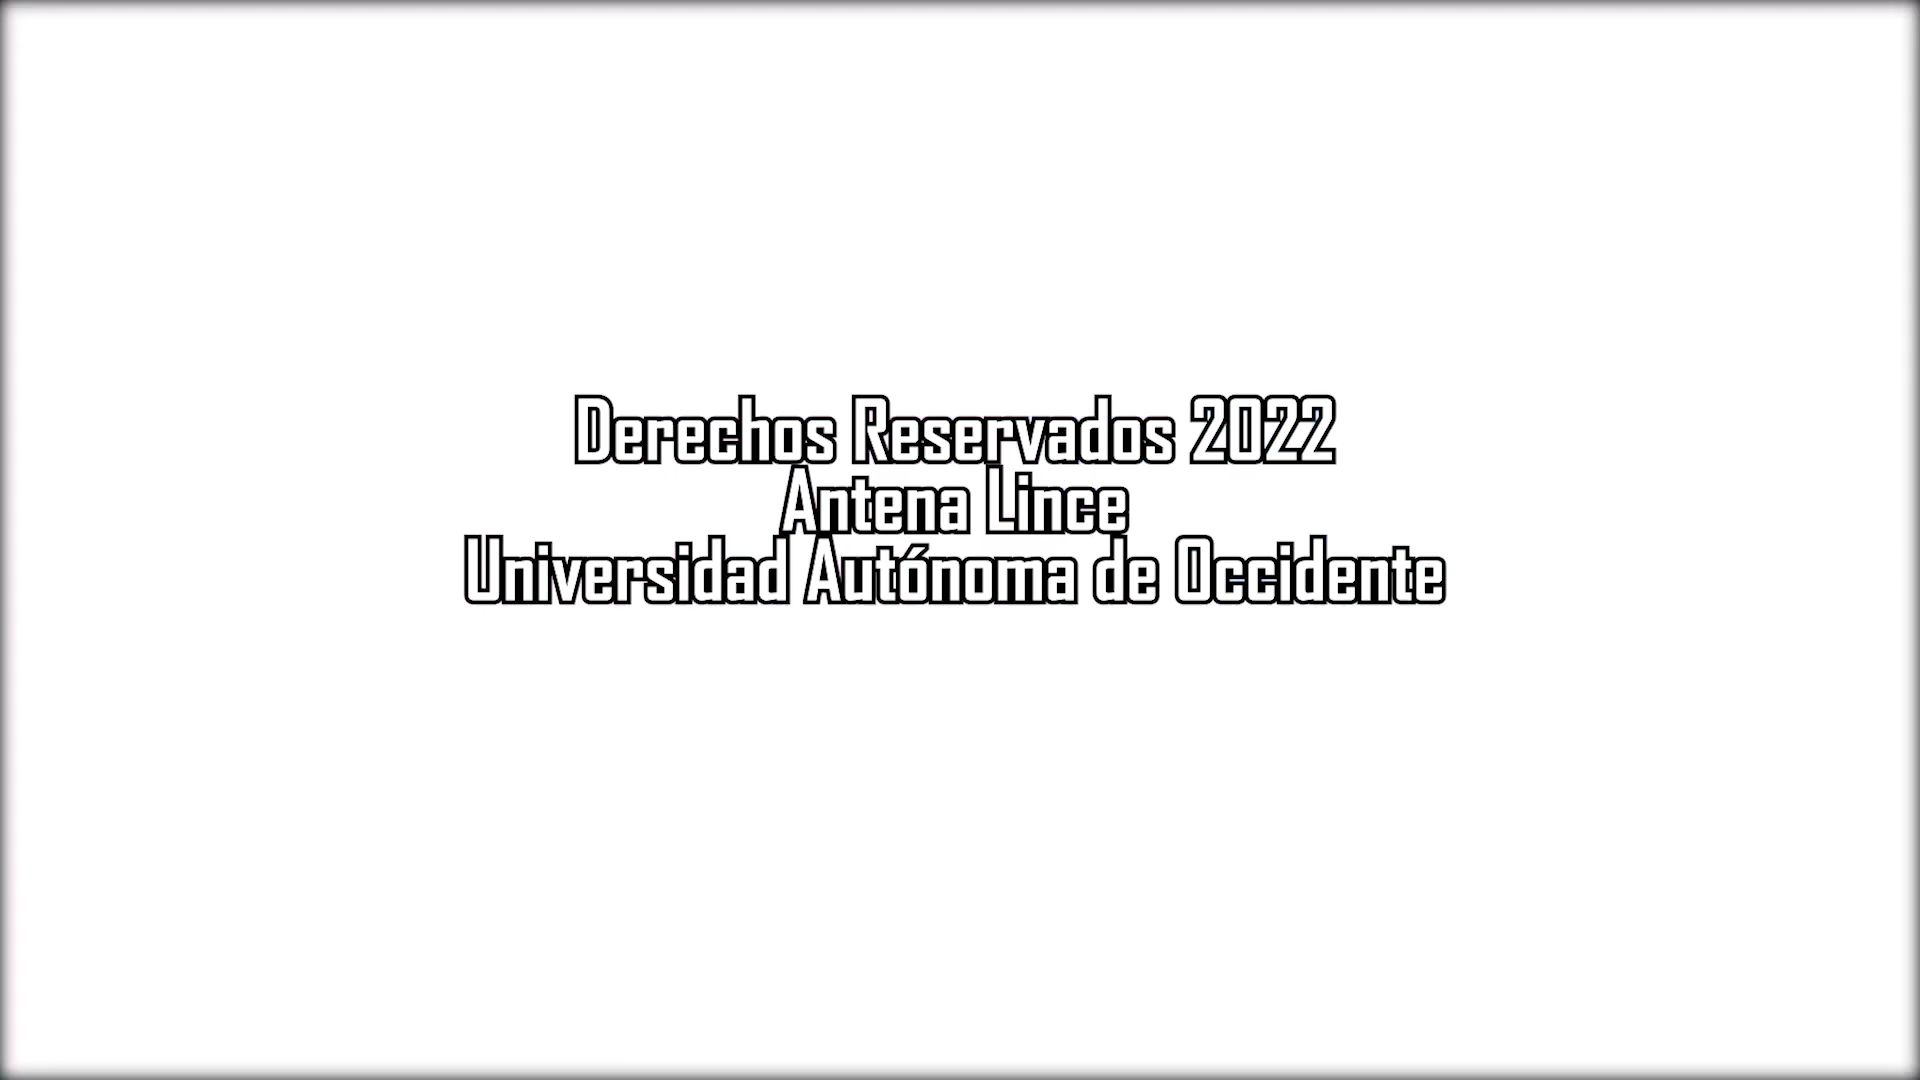 Derechos Reservados 2022
Antena Lince
Universidad Autónoma de Occidente